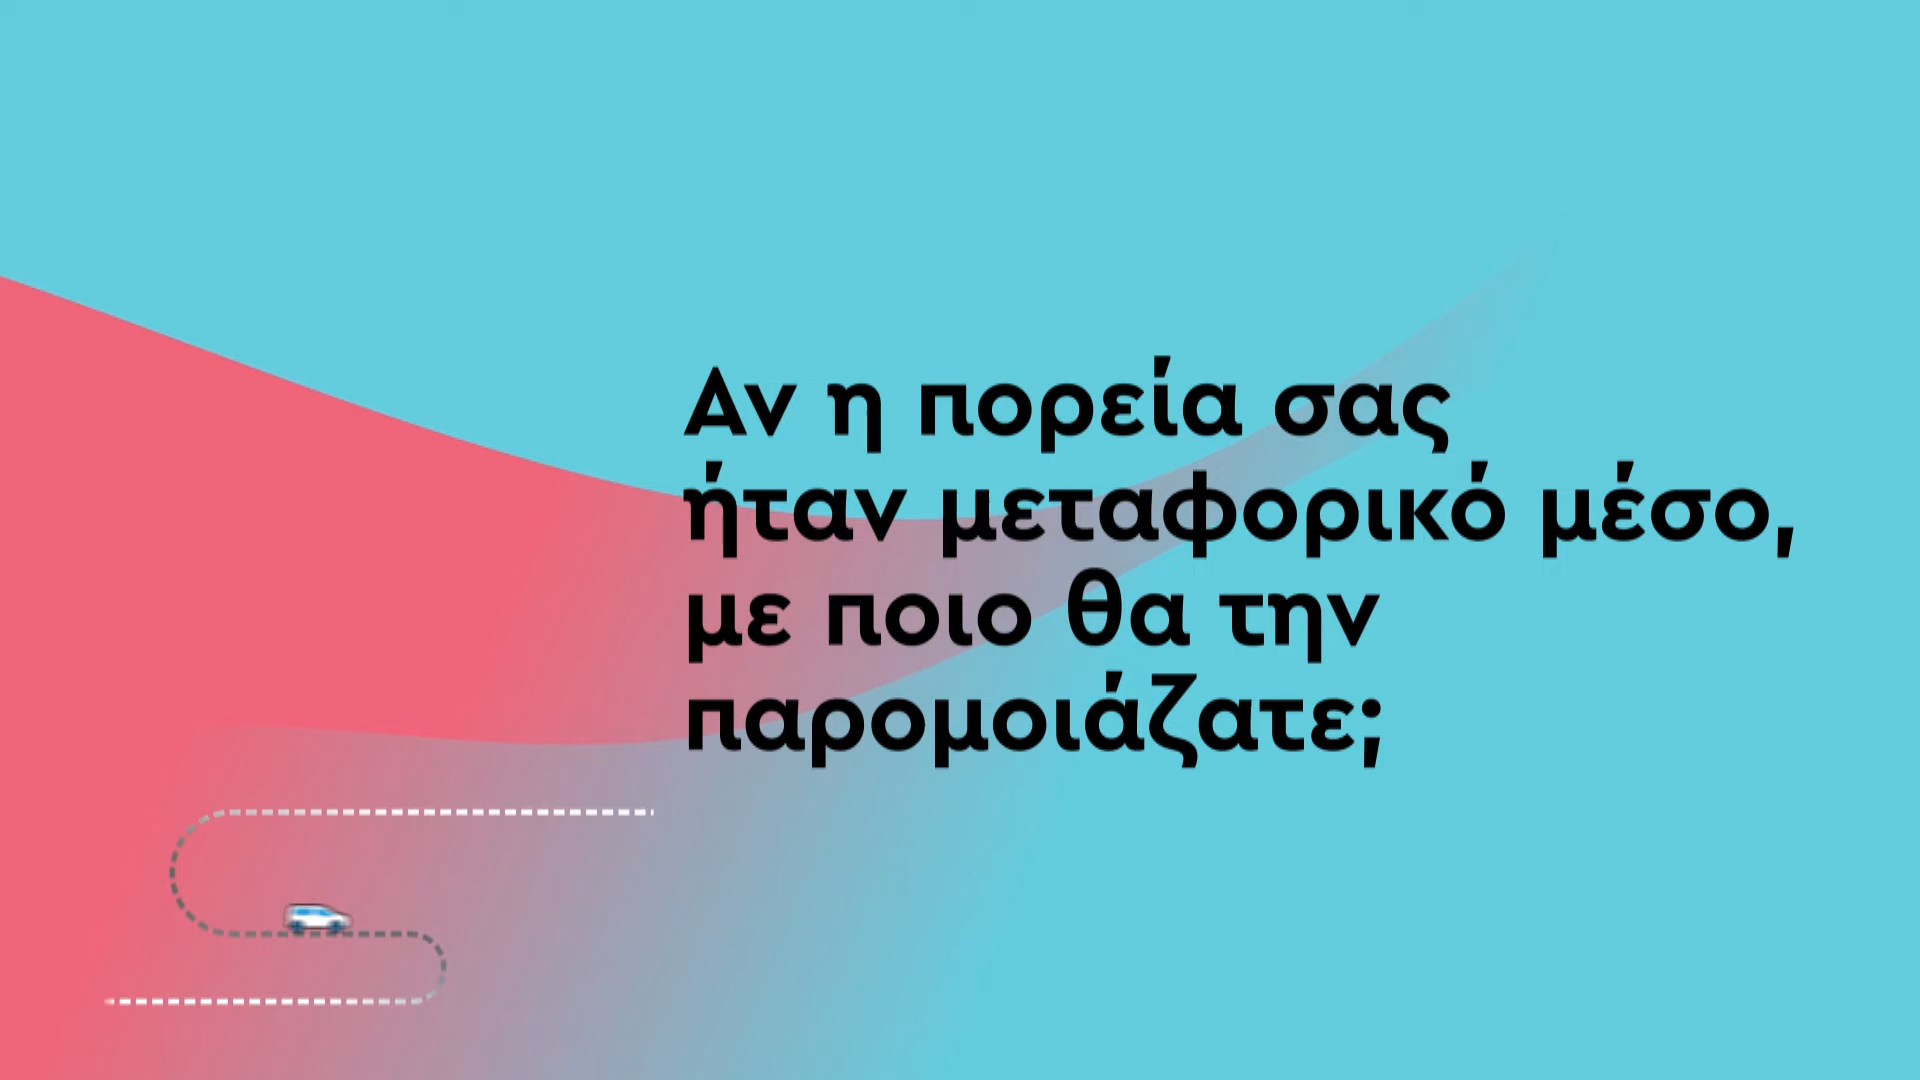 Αν η πορεία σας
ήταν μεταφορικό μέσο,
με ποιο θα την
παρομοιάζατε;